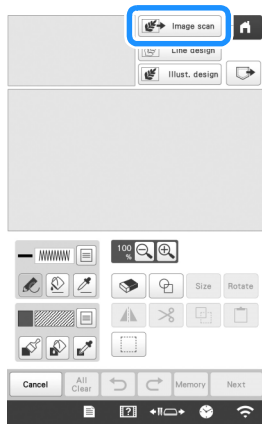 Image scan
Line design
Illust. design
100
%
Size
Rotate
Cancel
All
Clear
Memory
Next
?